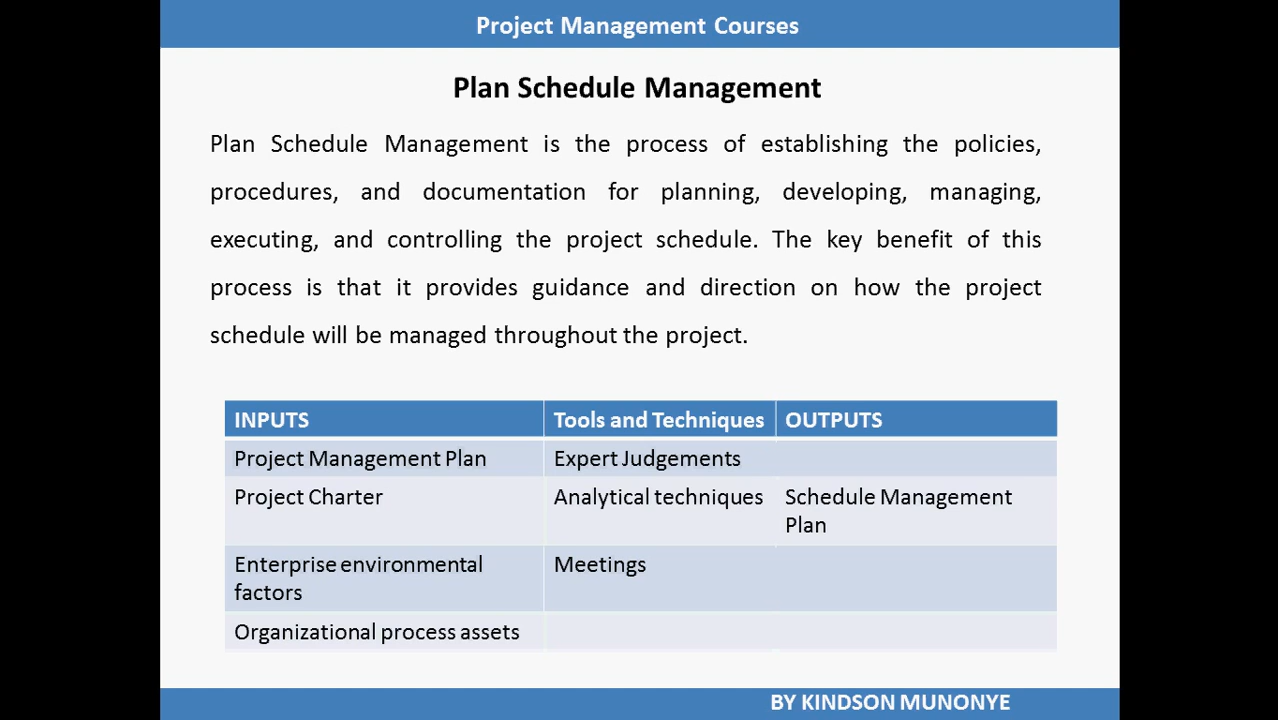 Project Management Courses
Plan Schedule Management
Plan Schedule Management is the process of establishing the policies,
procedures, and documentation for planning, developing, managing,
executing, and controlling the project schedule. The key benefit of this
process is that it provides guidance and direction on how the project
schedule will be managed throughout the project.
INPUTS Tools and Techniques OUTPUTS
Project Management Plan Expert Judgements
Project Charter Analytical techniques Schedule Management
Plan
Enterprise environmental Meetings
factors
Organizational process assets
BY KINDSON MUNONYE